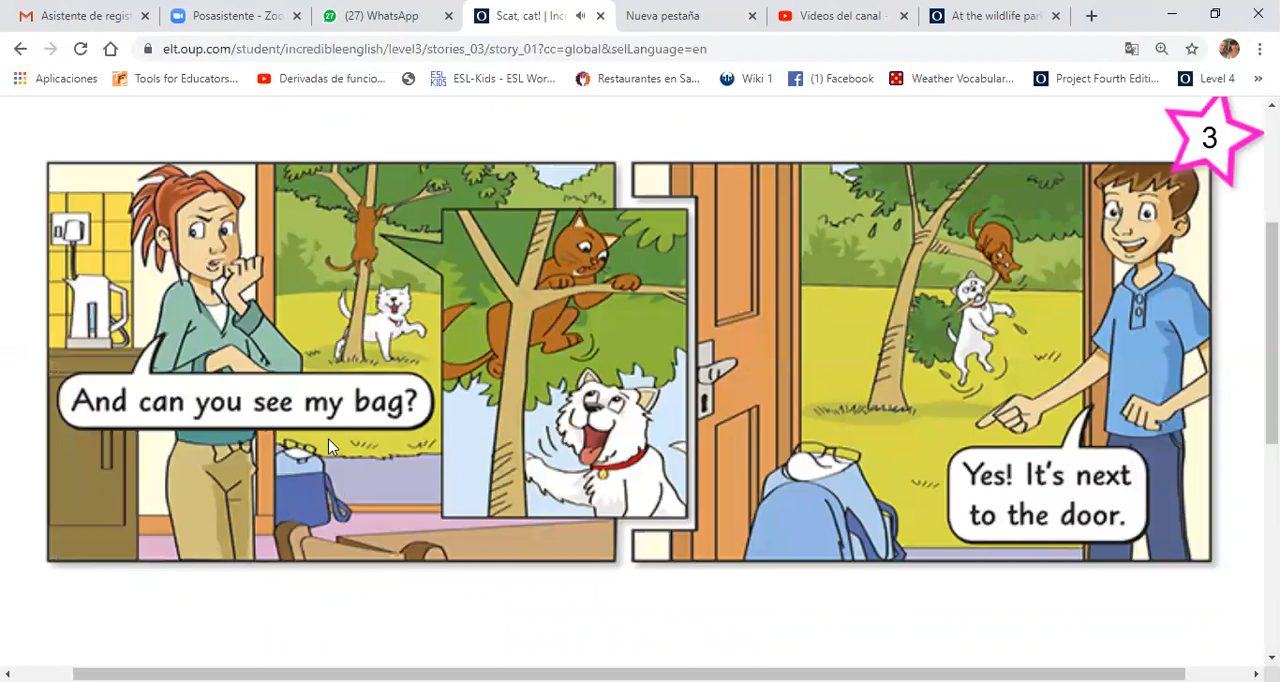 Asistente de regist
Posasistente - Zoo
(27) WhatsApp
Scat, cat! | Inc
Nueva pestaña
Videos del canal -
At the wildlife par
elt.oup.com/student/incredibleenglish/level3/stories_03/story_01?cc=global&selLanguage=en
Aplicaciones
Tools for Educators...
Derivadas de funcio...
ESL-Kids - ESL Wor...
Restaurantes en Sa...
Wiki 1
(1) Facebook
Weather Vocabular...
Project Fourth Editi...
Level 4
3
And can you see my bag?
Yes! It's next
to the door.